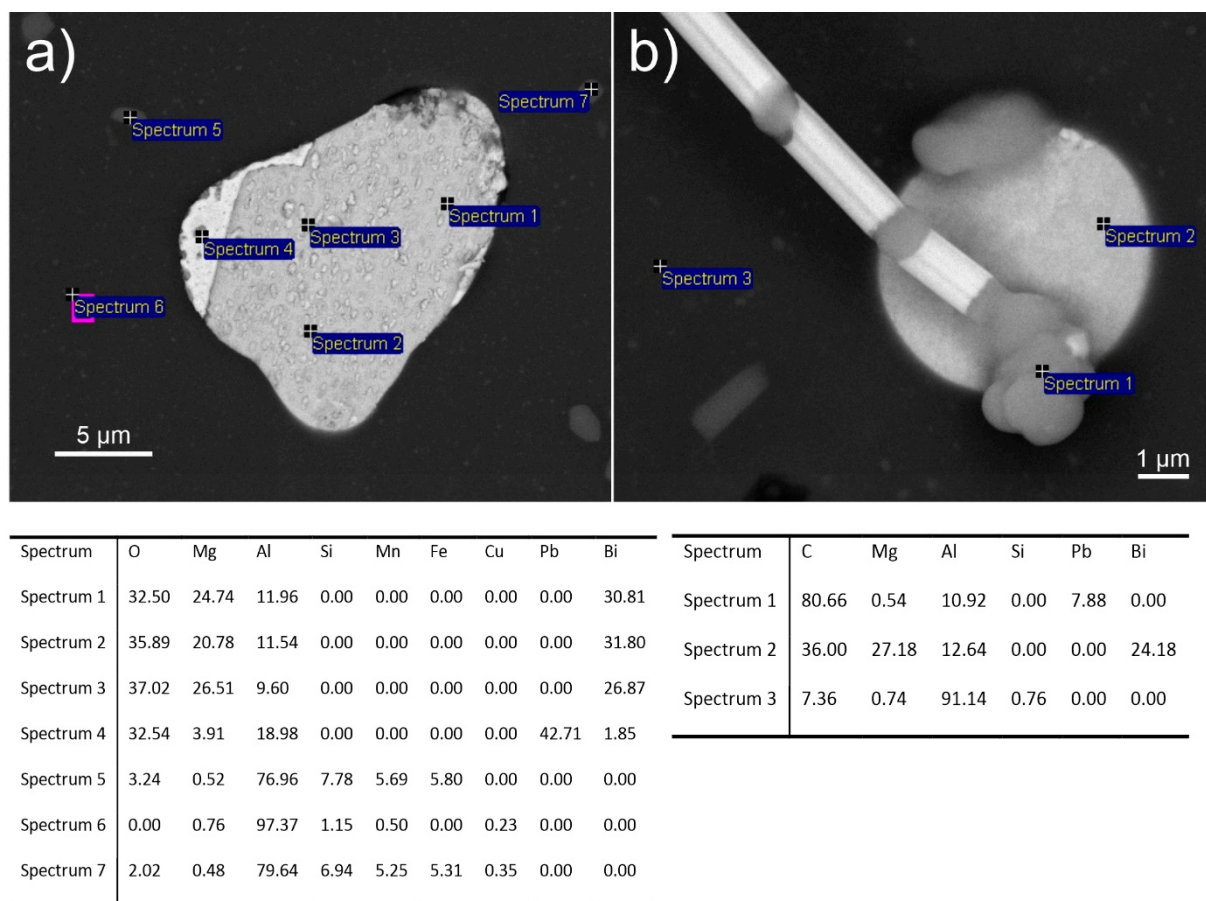 a)
Spectrum 7
Spectrum 5
Spectrum 1
Spectrum 3
Spectrum 4
Spectrum 6
Spectrum 2
5 µm
b)
Spectrum 2
Spectrum 3
Spectrum 1
1 µm
Spectrum O Mg Al Si Mn Fe Cu Pb Bi
Spectrum 1 32.50 24.74 11.96 0.00 0.00 0.00 0.00 0.00 30.81
Spectrum 2 35.89 20.78 11.54 0.00 0.00 0.00 0.00 0.00 31.80
Spectrum 3 37.02 26.51 9.60 0.00 0.00 0.00 0.00 0.00 26.87
Spectrum 4 32.54 3.91 18.98 0.00 0.00 0.00 0.00 42.71 1.85
Spectrum 5 3.24 0.52 76.96 7.78 5.69 5.80 0.00 0.00 0.00
Spectrum 6 0.00 0.76 97.37 1.15 0.50 0.00 0.23 0.00 0.00
Spectrum 7 2.02 0.48 79.64 6.94 5.25 5.31 0.35 0.00 0.00
Spectrum C Mg Al Si Pb Bi
Spectrum 1 80.66 0.54 10.92 0.00 7.88 0.00
Spectrum 2 36.00 27.18 12.64 0.00 0.00 24.18
Spectrum 3 7.36 0.74 91.14 0.76 0.00 0.00